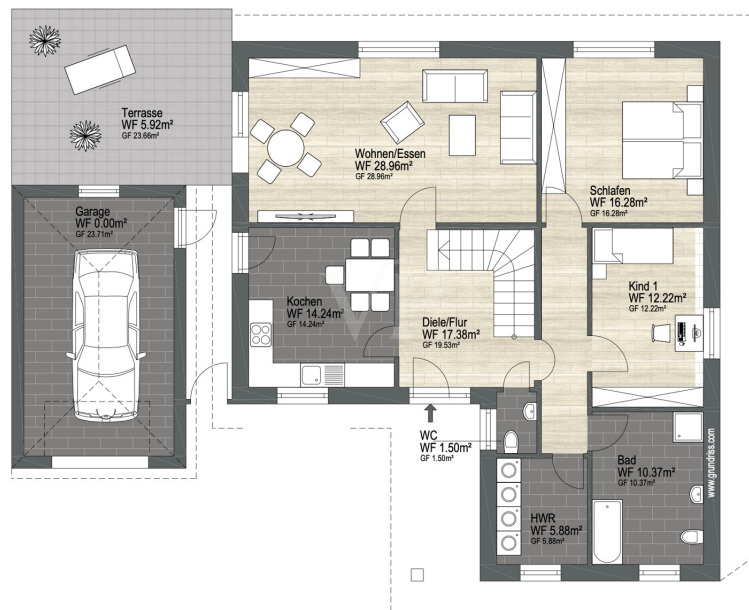 Terrasse
WF 5.92m²
GF 23.66m²
Wohnen/Essen
WF 28.96m²
GF 28.96m²
Schlafen
WF 16.28m²
GF 16.28m²
Garage
WF 0.00m²
GF 23.71m²
Kochen
WF 14.24m²
GF 14.24m²
Diele/Flur
WF 17.38m²
GF 19.53m²
Kind 1
WF 12.22m²
GF 12.22m²
WC
WF 1.50m²
GF 1.50m²
Bad
WF 10.37m²
GF 10.37m²
HWR
WF 5.88m²
GF 5.88m²
www.grundriss.com